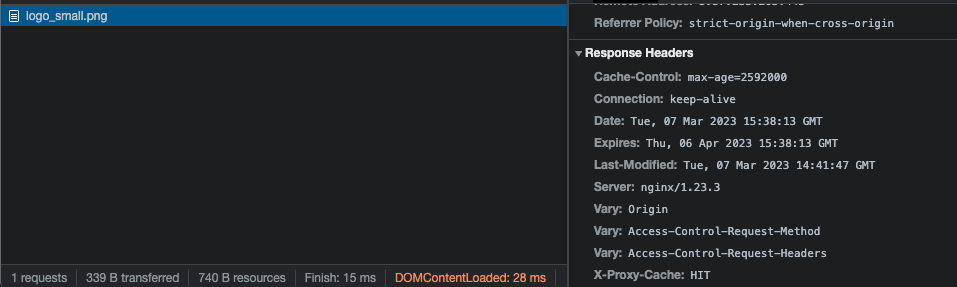 logo_small.png
1 requests
339 B transferred
740 B resources
Finish: 15 ms
DOMContentLoaded: 28 ms
Referrer Policy: strict-origin-when-cross-origin
Response Headers
Cache-Control: max-age=2592000
Connection: keep-alive
Date: Tue, 07 Mar 2023 15:38:13 GMT
Expires: Thu, 06 Apr 2023 15:38:13 GMT
Last-Modified: Tue, 07 Mar 2023 14:41:47 GMT
Server: nginx/1.23.3
Vary: Origin
Vary: Access-Control-Request-Method
Vary: Access-Control-Request-Headers
X-Proxy-Cache: HIT